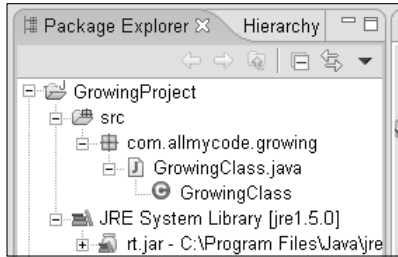 Package Explorer Hierarchy
GrowingProject
src
com.allmycode.growing
GrowingClass.java
GrowingClass
JRE System Library [jre1.5.0]
rt.jar - C:\Program Files\Java\jre